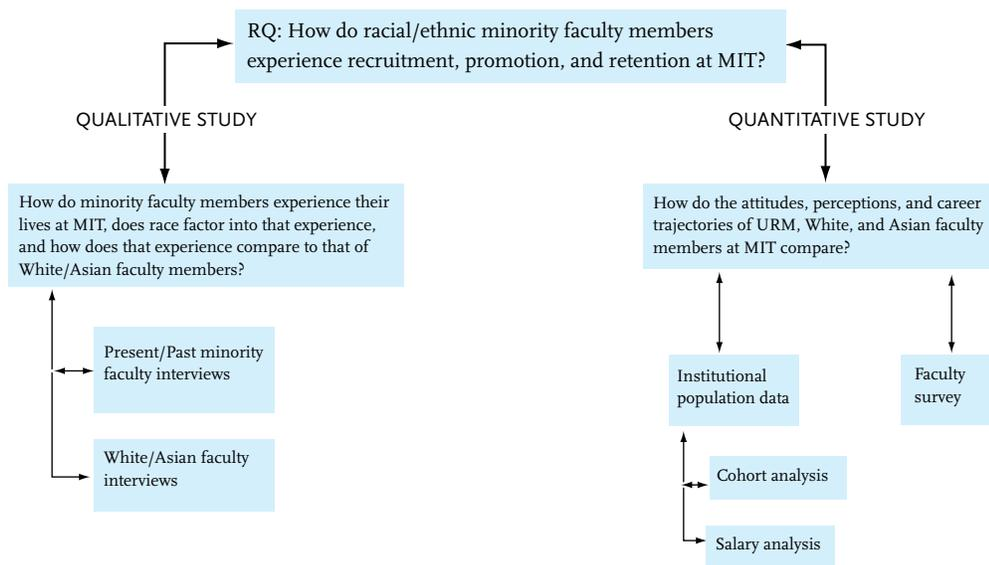 RQ: How do racial/ethnic minority faculty members
experience recruitment, promotion, and retention at MIT?
QUALITATIVE STUDY
QUANTITATIVE STUDY
How do minority faculty members experience their
lives at MIT, does race factor into that experience,
and how does that experience compare to that of
White/Asian faculty members?
How do the attitudes, perceptions, and career
trajectories of URM, White, and Asian faculty
members at MIT compare?
Present/Past minority
faculty interviews
White/Asian faculty
interviews
Institutional
population data
Faculty
survey
Cohort analysis
Salary analysis